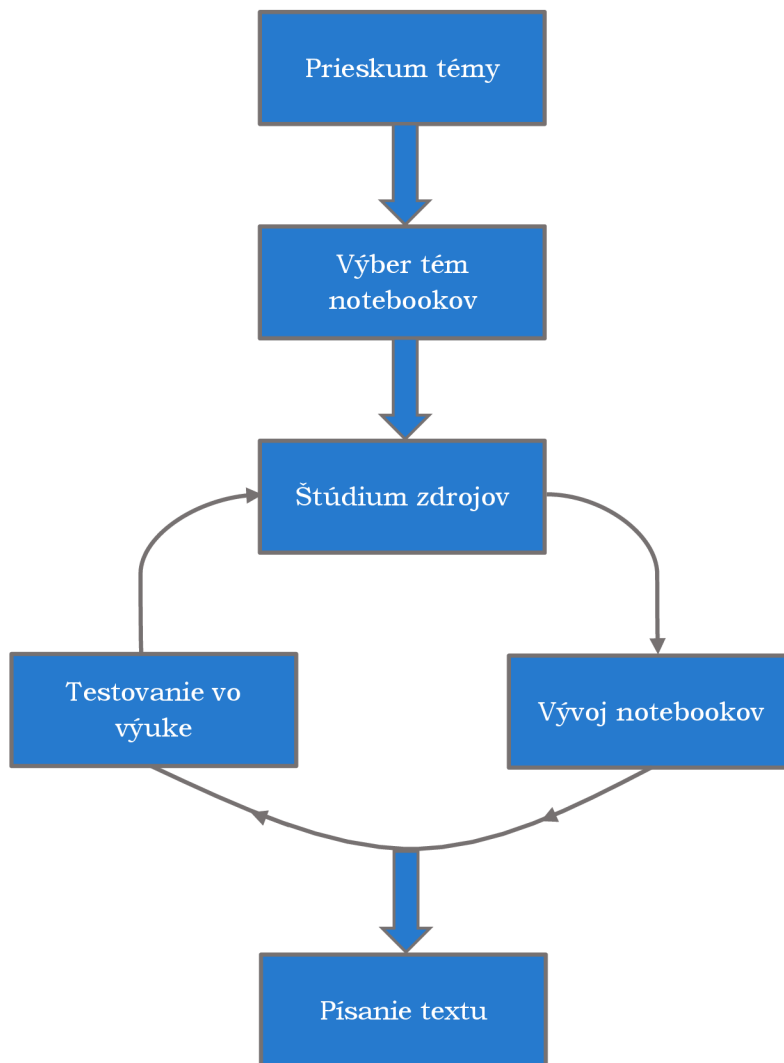 Prieskum témy
Výber tém
notebookov
Štúdium zdrojov
Testovanie vo
výuke
Vývoj notebookov
Písanie textu